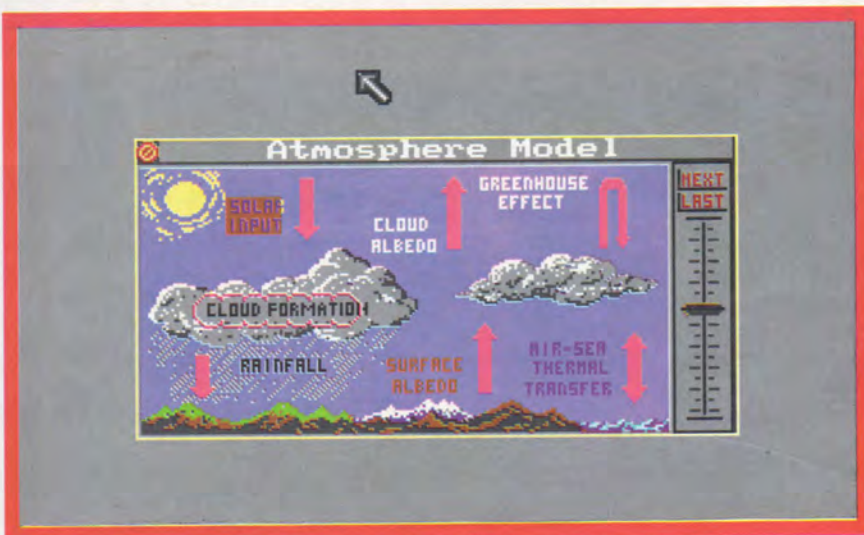 Atmosphere Model
SOLAR
INPUT
GREENHOUSE
EFFECT
NEXT
LAST
CLOUD
ALBEDO
CLOUD FORMATION
RAINFALL
SURFACE
ALBEDO
AIR-SEA
THERMAL
TRANSFER